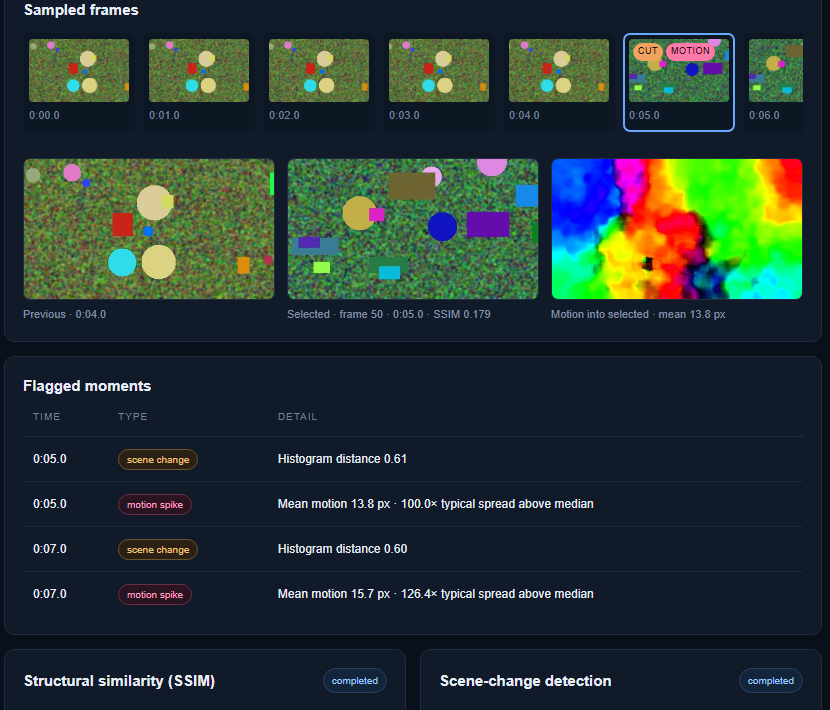 Sampled frames
CUT MOTION
0:00.0 0:01.0 0:02.0 0:03.0 0:04.0 0:05.0 0:06.0
Previous · 0:04.0 Selected · frame 50 · 0:05.0 · SSIM 0.179 Motion into selected · mean 13.8 px
Flagged moments
TIME TYPE DETAIL
0:05.0 scene change Histogram distance 0.61
0:05.0 motion spike Mean motion 13.8 px · 100.0× typical spread above median
0:07.0 scene change Histogram distance 0.60
0:07.0 motion spike Mean motion 15.7 px · 126.4× typical spread above median
Structural similarity (SSIM) completed Scene-change detection completed